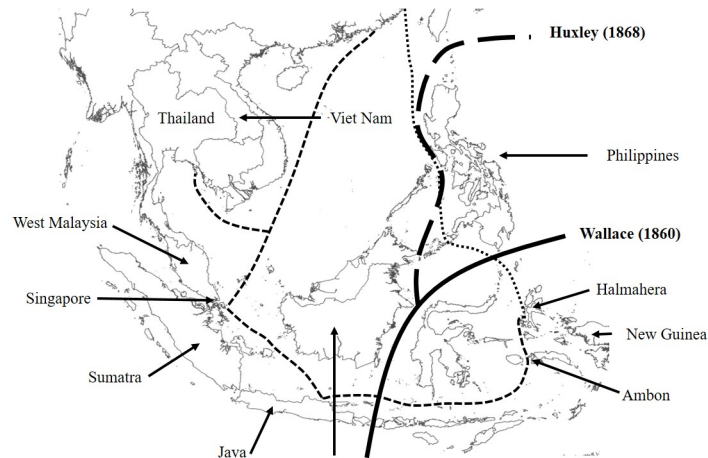 Huxley (1868)
Thailand
Viet Nam
Philippines
West Malaysia
Wallace (1860)
Singapore
Halmahera
New Guinea
Sumatra
Ambon
Java